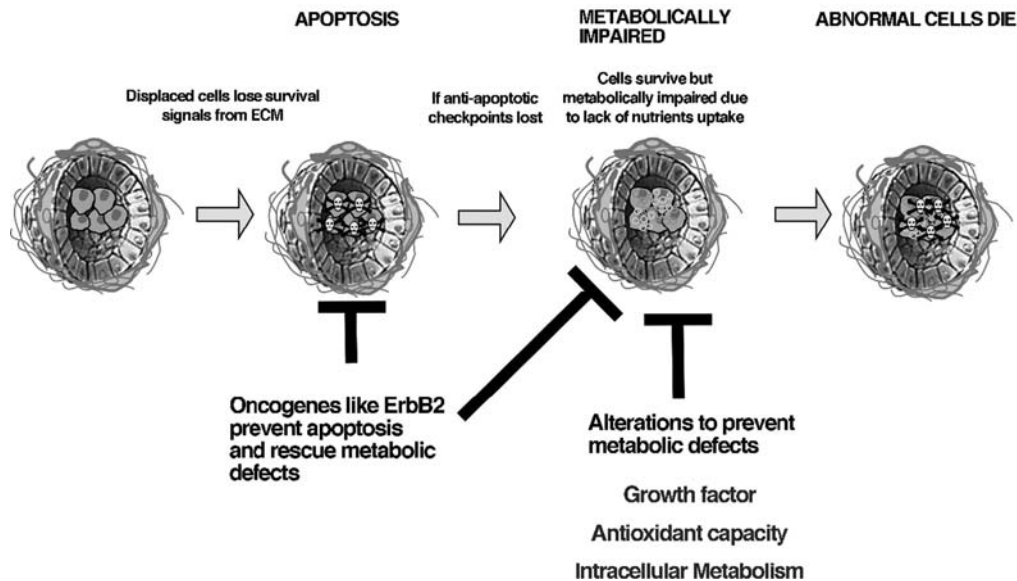 APOPTOSIS
METABOLICALLY
IMPAIRED
ABNORMAL CELLS DIE
Displaced cells lose survival
signals from ECM
If anti-apoptotic
checkpoints lost
Cells survive but
metabolically impaired due
to lack of nutrients uptake
Oncogenes like ErbB2
prevent apoptosis
and rescue metabolic
defects
Alterations to prevent
metabolic defects
Growth factor
Antioxidant capacity
Intracellular Metabolism